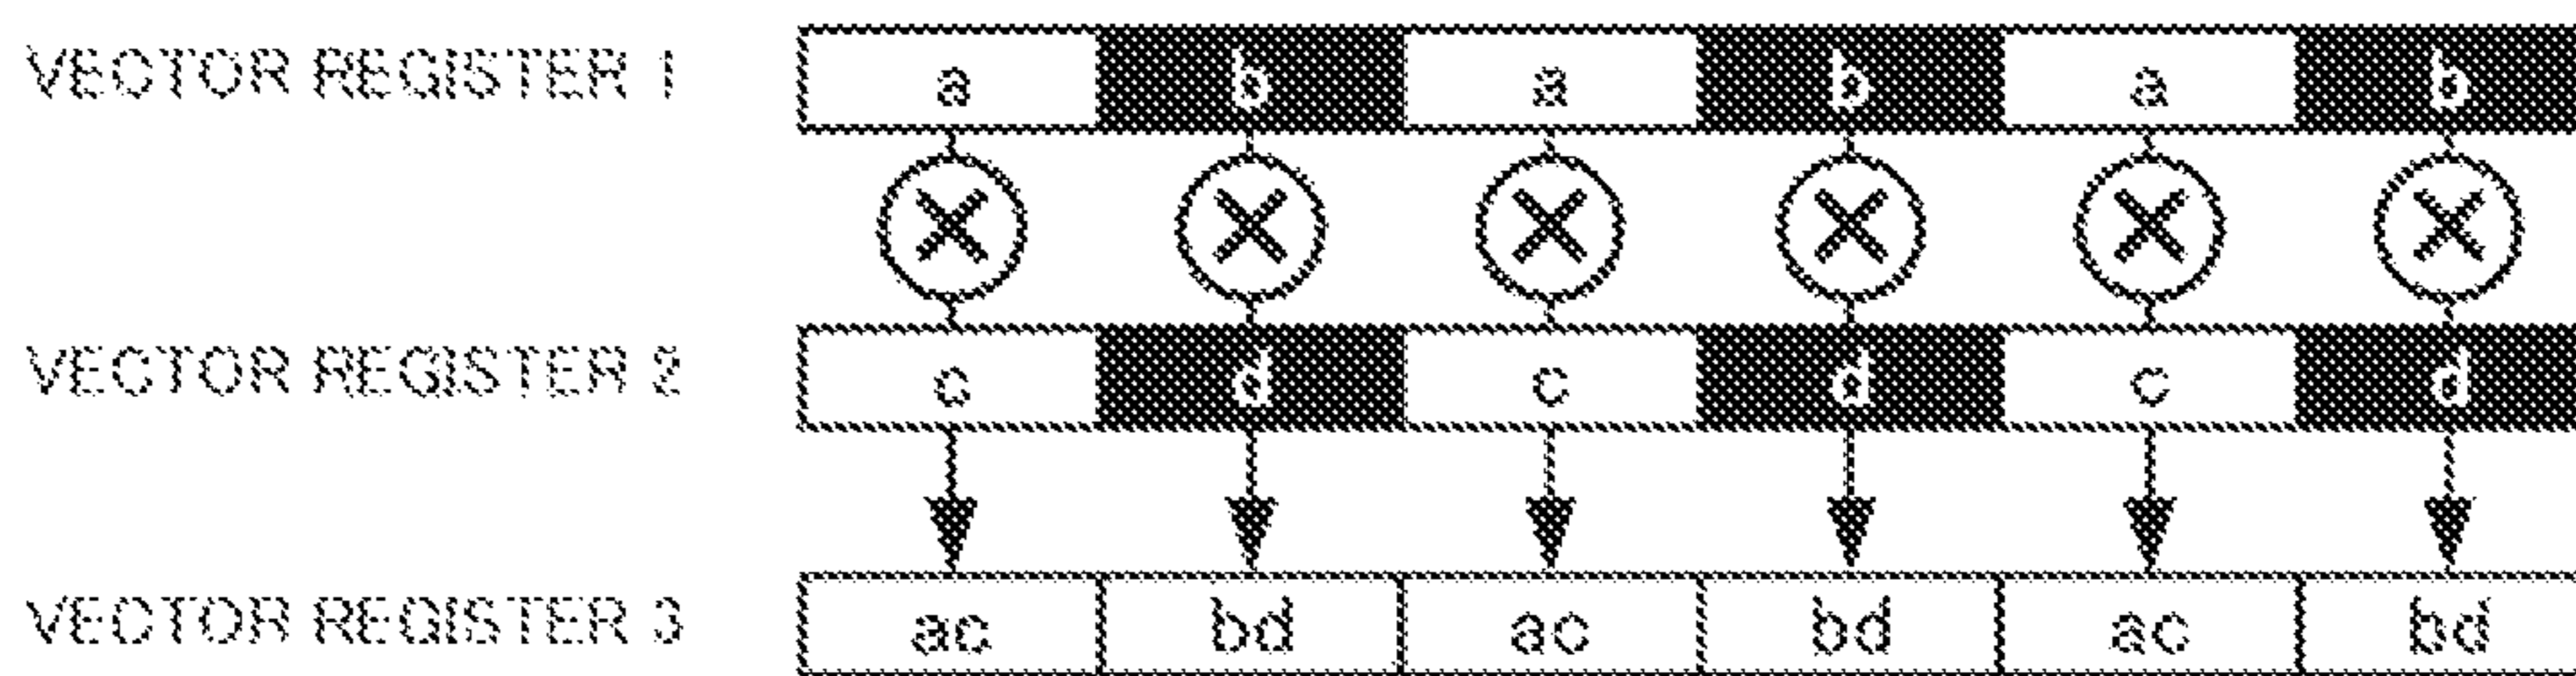 VECTOR REGISTER 1 a b a b a b
VECTOR REGISTER 2 c d c d c d
VECTOR REGISTER 3 ac bd ac bd ac bd